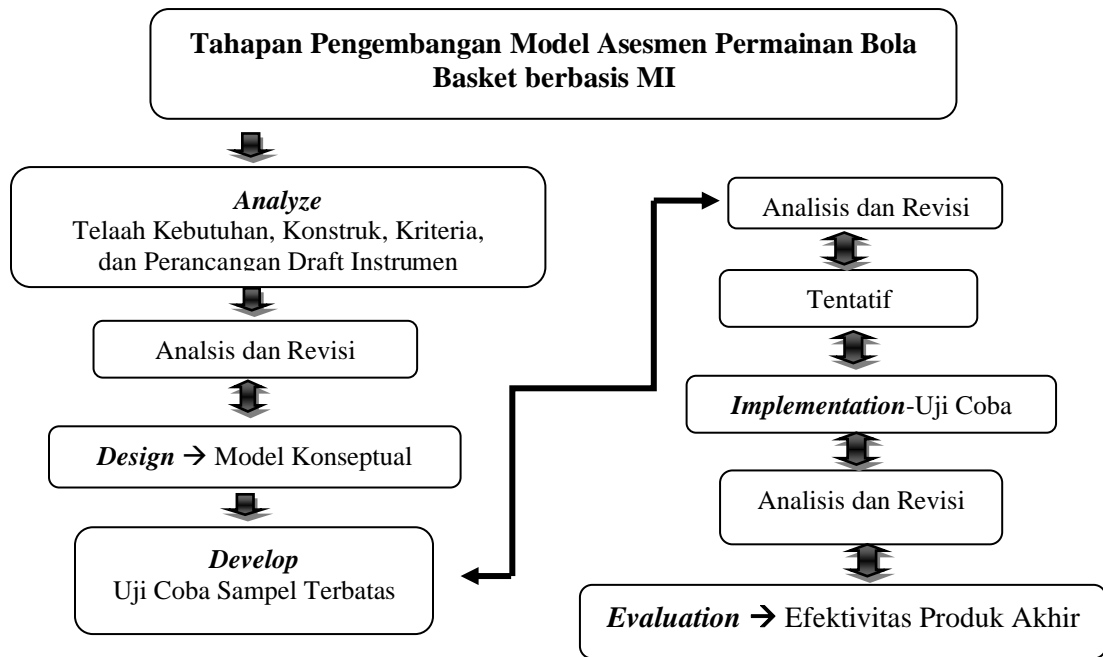 Tahapan Pengembangan Model Asesmen Permainan Bola
Basket berbasis MI
Analyze
Telaah Kebutuhan, Konstruk, Kriteria,
dan Perancangan Draft Instrumen
Analsis dan Revisi
Design → Model Konseptual
Develop
Uji Coba Sampel Terbatas
Analisis dan Revisi
Tentatif
Implementation-Uji Coba
Analisis dan Revisi
Evaluation → Efektivitas Produk Akhir